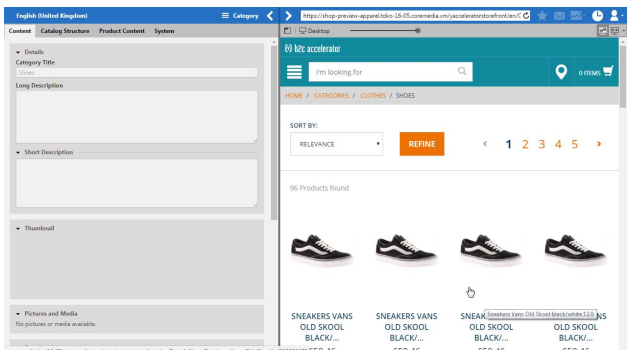 English (United Kingdom)
Category
https://shop-preview-apparel.toko-16-05.coremedia.vm/yacceleratorstorefront/en/C
Content Catalog Structure Product Content System
Desktop
Details
Category Title
Shoes
Long Description
Short Description
Thumbnail
Pictures and Media
No pictures or media available.
b2c accelerator
I'm looking for
0 ITEMS
HOME / CATEGORIES / CLOTHES / SHOES
SORT BY:
RELEVANCE
REFINE
« 1 2 3 4 5 »
96 Products found
SNEAKERS VANS OLD SKOOL BLACK/...
SNEAKERS VANS OLD SKOOL BLACK/...
SNEAK
OLD SKOOL BLACK/...
Sneakers Vans Old Skool black/white 12.0
NS
OLD SKOOL BLACK/...